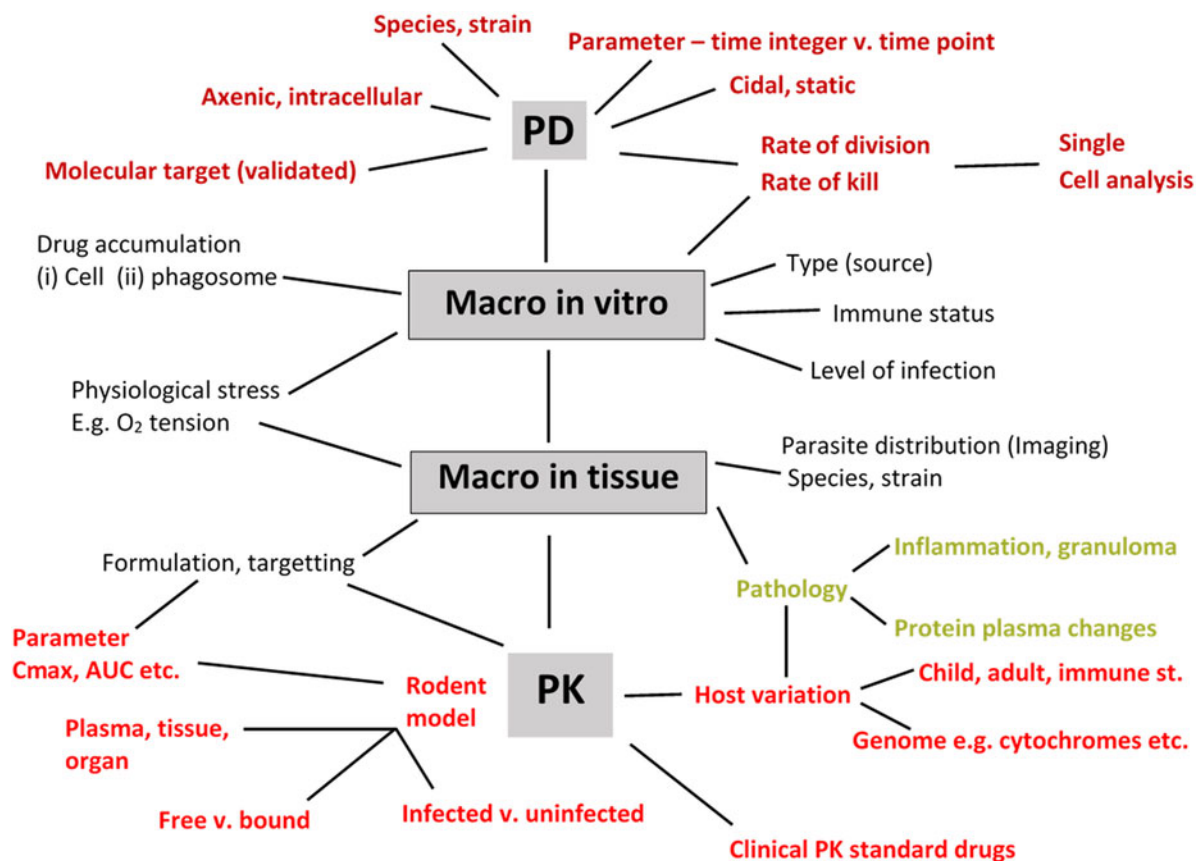 Species, strain
Parameter – time integer v. time point
Axenic, intracellular
Cidal, static
PD
Molecular target (validated)
Rate of division
Rate of kill
Single
Cell analysis
Drug accumulation
(i) Cell (ii) phagosome
Type (source)
Macro in vitro
Immune status
Level of infection
Physiological stress
E.g. O₂ tension
Parasite distribution (Imaging)
Species, strain
Macro in tissue
Formulation, targetting
Inflammation, granuloma
Pathology
Protein plasma changes
Parameter
Cmax, AUC etc.
Rodent
model
PK
Host variation
Child, adult, immune st.
Genome e.g. cytochromes etc.
Plasma, tissue,
organ
Free v. bound
Infected v. uninfected
Clinical PK standard drugs